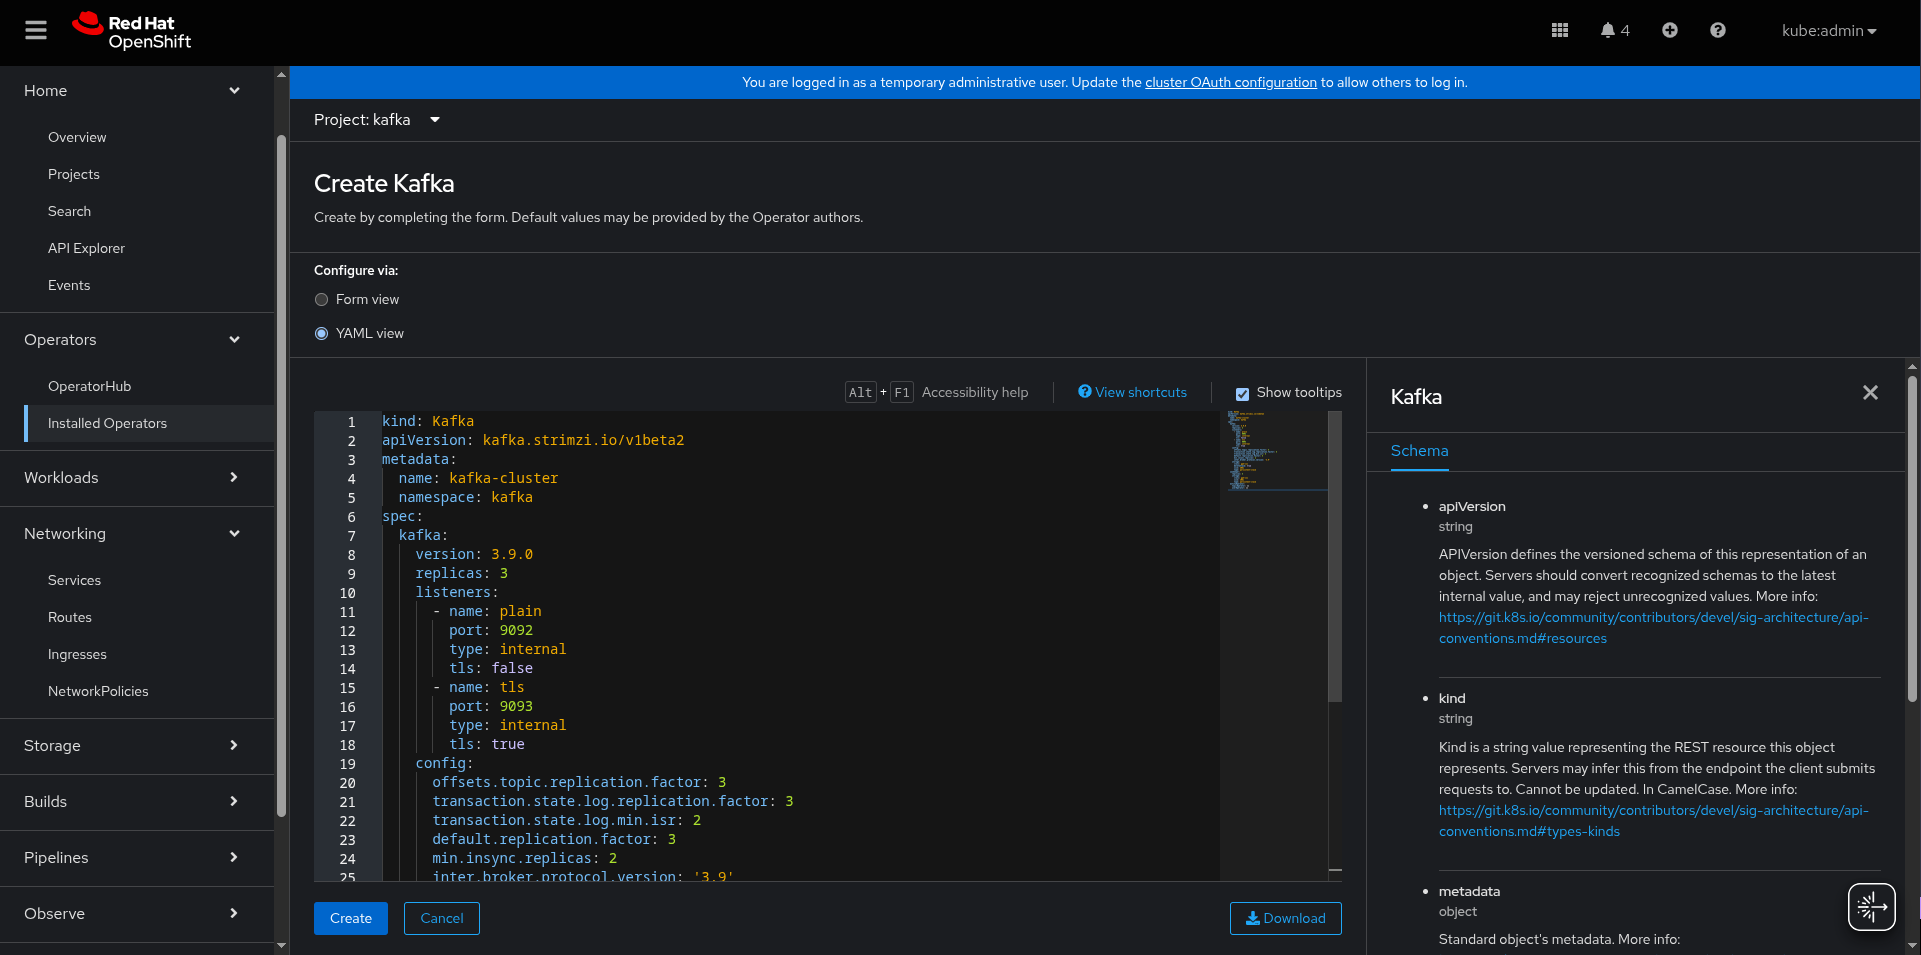 Red Hat
OpenShift
4
kube:admin
Home
Overview
Projects
Search
API Explorer
Events
Operators
OperatorHub
Installed Operators
Workloads
Networking
Services
Routes
Ingresses
NetworkPolicies
Storage
Builds
Pipelines
Observe
You are logged in as a temporary administrative user. Update the cluster OAuth configuration to allow others to log in.
Project: kafka
Create Kafka
Create by completing the form. Default values may be provided by the Operator authors.
Configure via:
Form view
YAML view
Alt + F1 Accessibility help
View shortcuts
Show tooltips
1 kind: Kafka
2 apiVersion: kafka.strimzi.io/v1beta2
3 metadata:
4 name: kafka-cluster
5 namespace: kafka
6 spec:
7 kafka:
8 version: 3.9.0
9 replicas: 3
10 listeners:
11 - name: plain
12 port: 9092
13 type: internal
14 tls: false
15 - name: tls
16 port: 9093
17 type: internal
18 tls: true
19 config:
20 offsets.topic.replication.factor: 3
21 transaction.state.log.replication.factor: 3
22 transaction.state.log.min.isr: 2
23 default.replication.factor: 3
24 min.insync.replicas: 2
25 inter.broker.protocol.version: '3.9'
Create
Cancel
Download
Kafka
Schema
• apiVersion
string
APIVersion defines the versioned schema of this representation of an
object. Servers should convert recognized schemas to the latest
internal value, and may reject unrecognized values. More info:
https://git.k8s.io/community/contributors/devel/sig-architecture/api-
conventions.md#resources
• kind
string
Kind is a string value representing the REST resource this object
represents. Servers may infer this from the endpoint the client submits
requests to. Cannot be updated. In CamelCase. More info:
https://git.k8s.io/community/contributors/devel/sig-architecture/api-
conventions.md#types-kinds
• metadata
object
Standard object's metadata. More info: